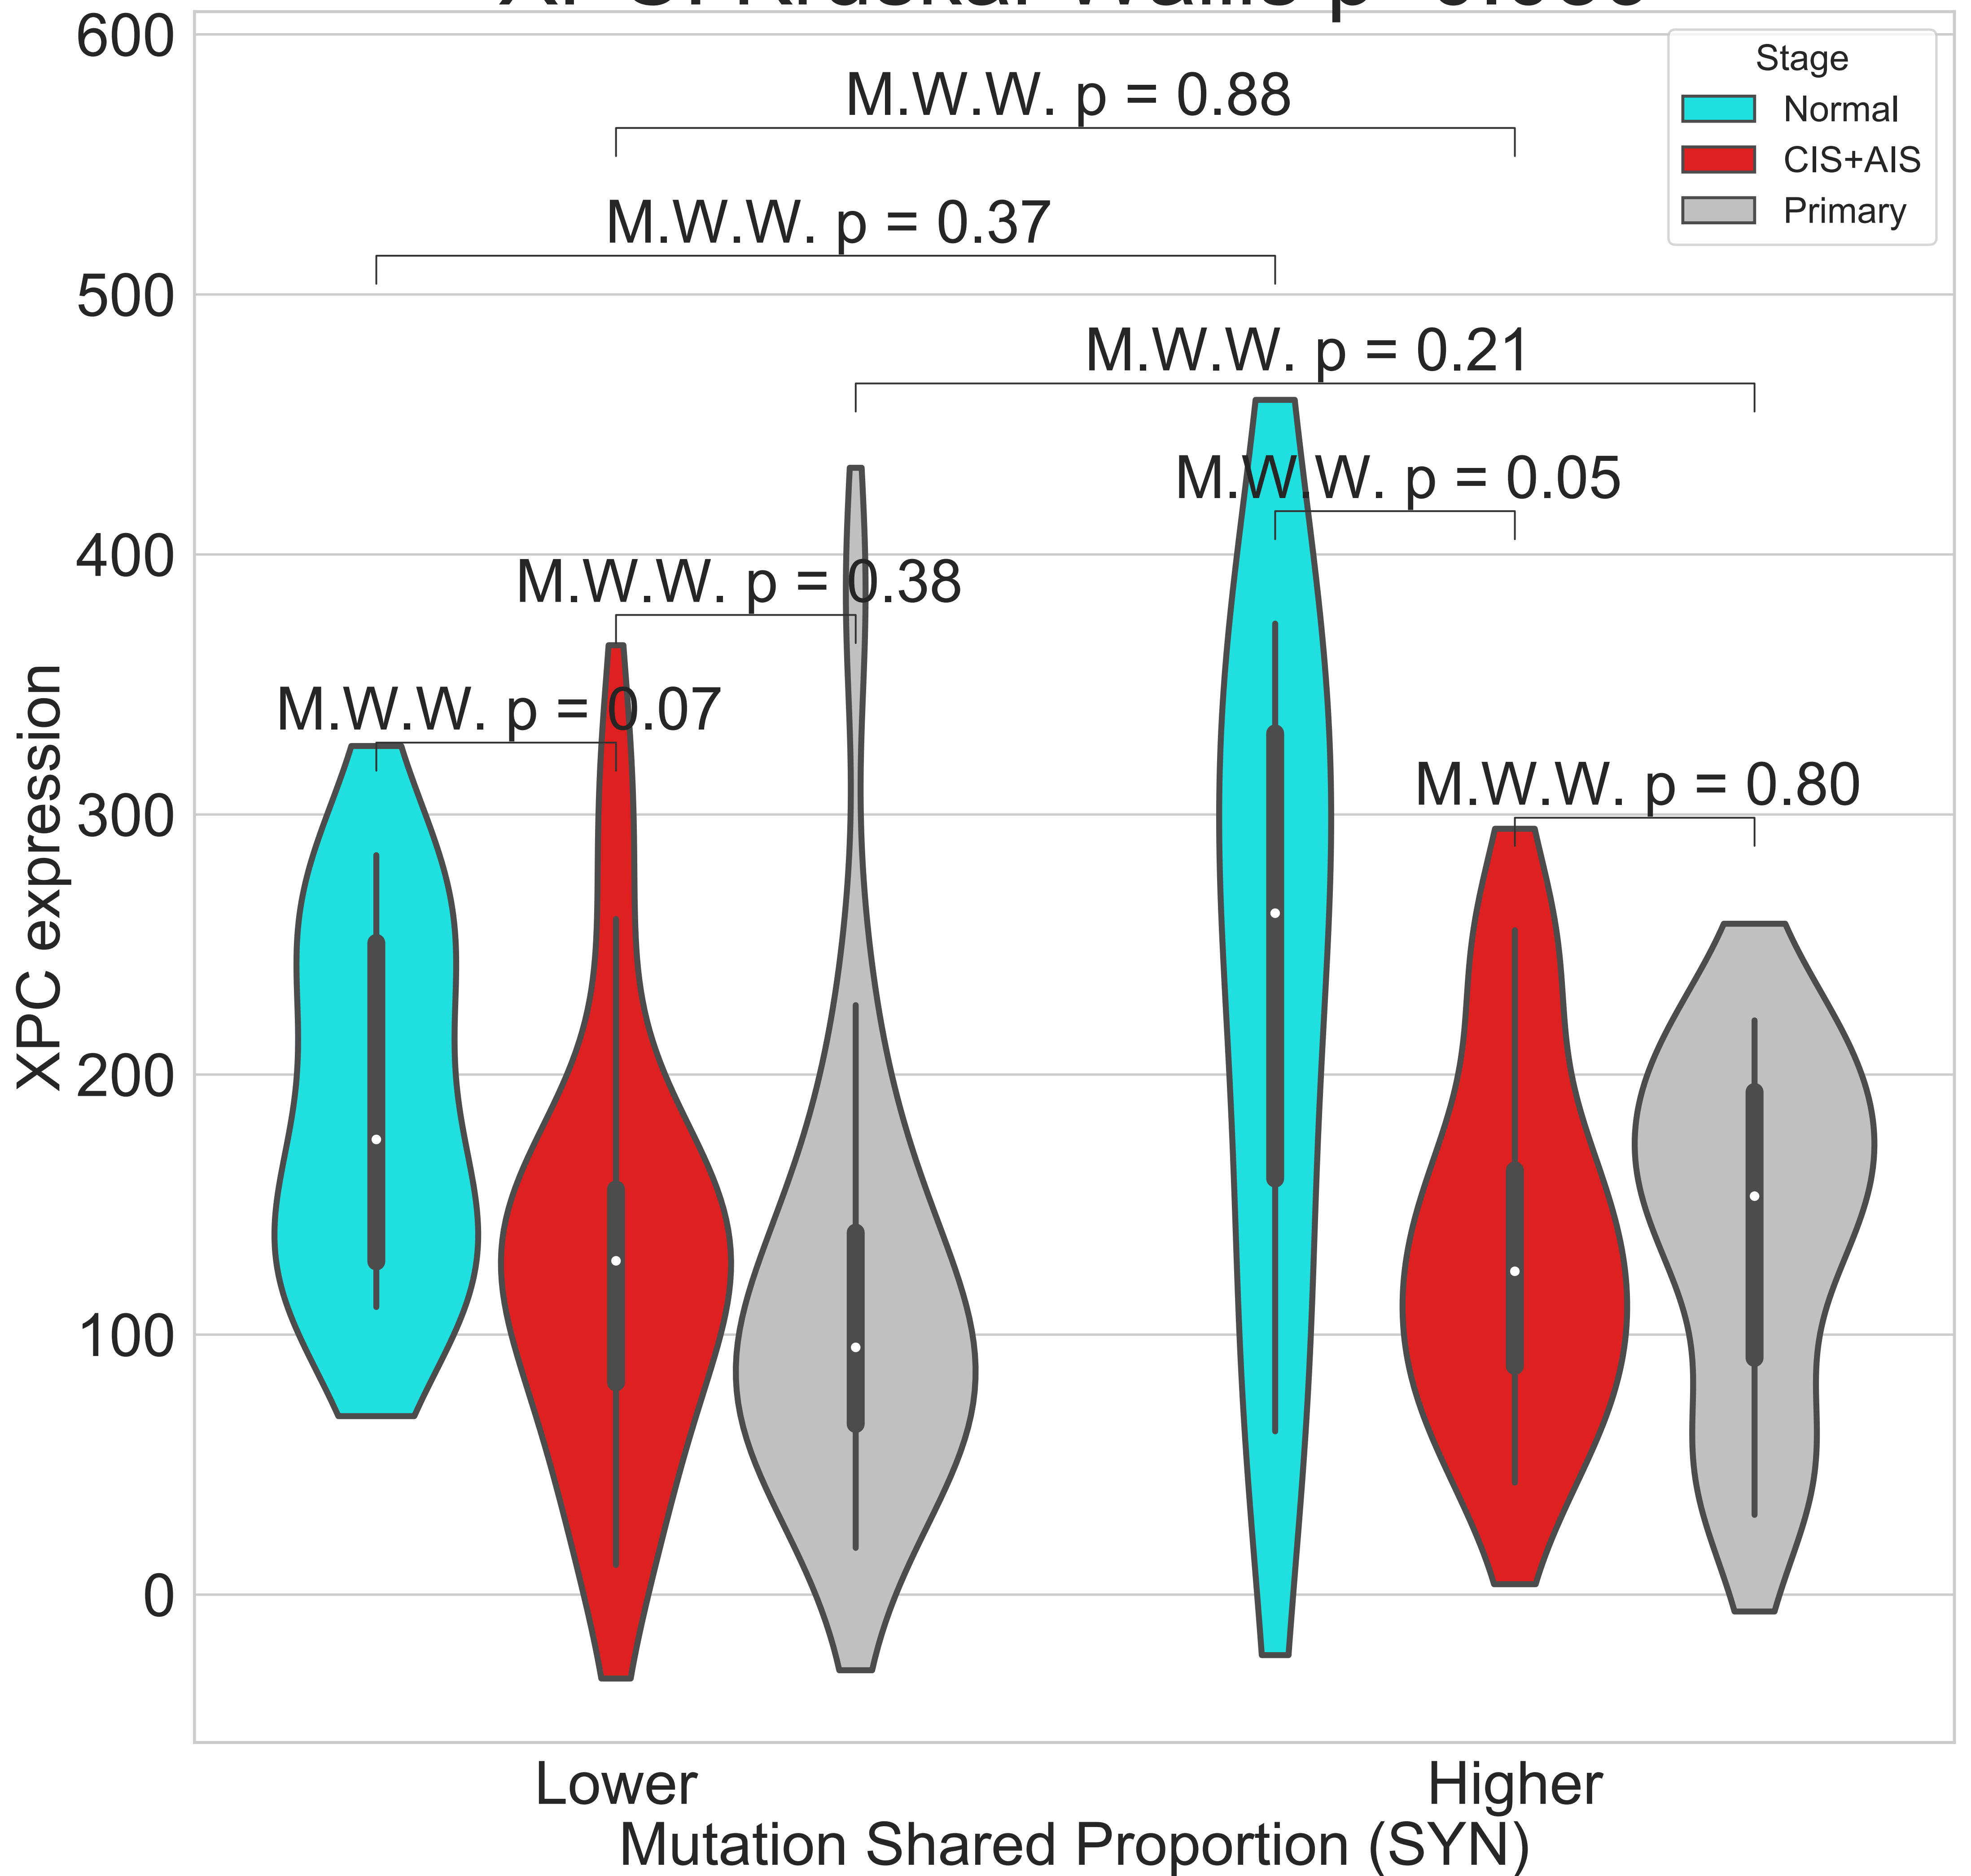 600
M.W.W. p = 0.88
Stage
Normal
CIS+AIS
Primary
M.W.W. p = 0.37
500
M.W.W. p = 0.21
M.W.W. p = 0.05
400
M.W.W. p = 0.38
M.W.W. p = 0.07
M.W.W. p = 0.80
300
XPC expression
200
100
0
Lower
Higher
Mutation Shared Proportion (SYN)